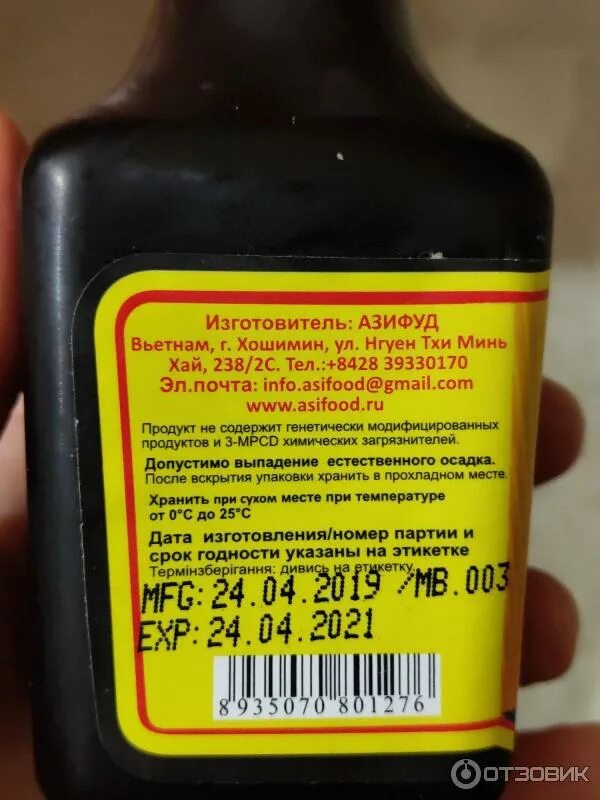 Изготовитель: АЗИФУД
Вьетнам, г. Хошимин, ул. Нгуен Тхи Минь
Хай, 238/2С. Тел.:+8428 39330170
Эл.почта: info.asifood@gmail.com
www.asifood.ru
Продукт не содержит генетически модифицированных
продуктов и 3-MPCD химических загрязнителей.
Допустимо выпадение естественного осадка.
После вскрытия упаковки хранить в прохладном месте.
Хранить при сухом месте при температуре
от 0°С до 25°С
Дата изготовления/номер партии и
срок годности указаны на этикетке
Термінзберігання: дивись на етикетку.
MFG: 24.04.2019 /MB.003
EXP: 24.04.2021
8 935070 801276
ОТЗОВИК